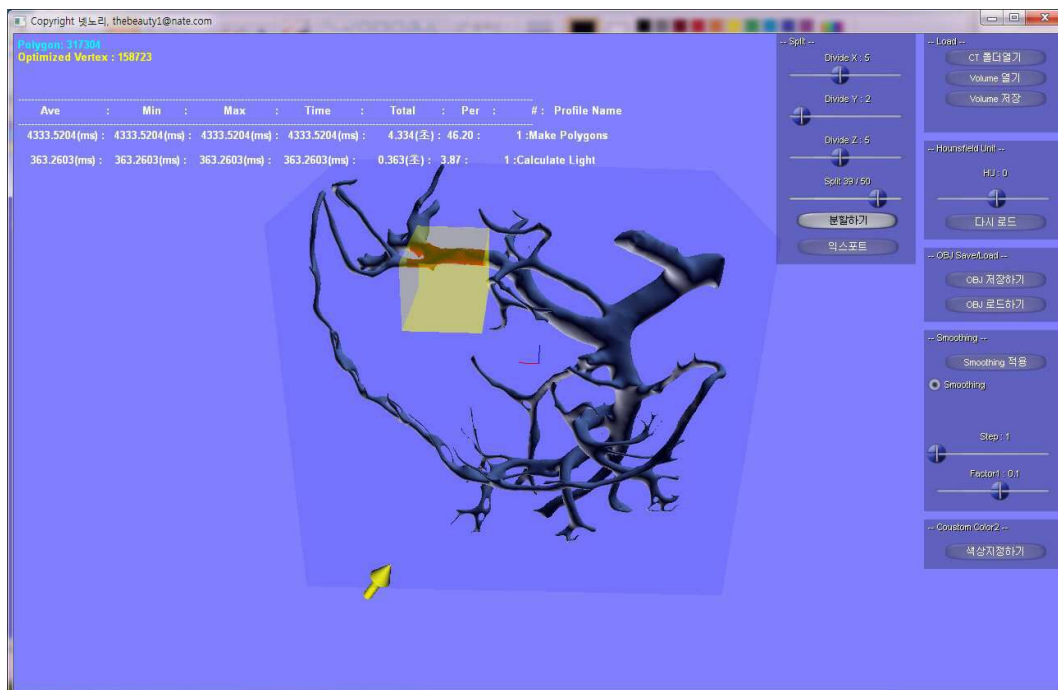 Copyright 넷노리, thebeauty1@nate.com
Polygon: 317304
Optimized Vertex : 158723
Ave : Min : Max : Time : Total : Per : # : Profile Name
4333.5204(ms) : 4333.5204(ms) : 4333.5204(ms) : 4333.5204(ms) : 4.334(조) : 46.20 : 1 :Make Polygons
363.2603(ms) : 363.2603(ms) : 363.2603(ms) : 363.2603(ms) : 0.363(조) : 3.87 : 1 :Calculate Light
-- Split --
Divide X : 5
Divide Y : 2
Divide Z : 5
Split 39 / 50
분할하기
익스포트
-- Load --
CT 폴더열기
Volume 열기
Volume 저장
-- Hounsfield Unit --
HU : 0
다시 로드
-- OBJ Save/Load --
OBJ 저장하기
OBJ 로드하기
-- Smoothing --
Smoothing 적용
Smoothing
Step : 1
Factor1 : 0.1
-- Coustom Color2 --
색상지정하기